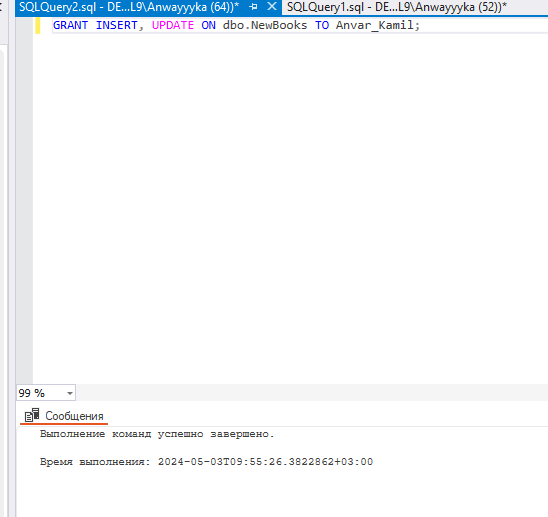 SQLQuery2.sql - DE...L9\Anwayyyka (64))* SQLQuery1.sql - DE...L9\Anwayyyka (52))*
GRANT INSERT, UPDATE ON dbo.NewBooks TO Anvar_Kamil;
99 %
Сообщения
Выполнение команд успешно завершено.
Время выполнения: 2024-05-03T09:55:26.3822862+03:00